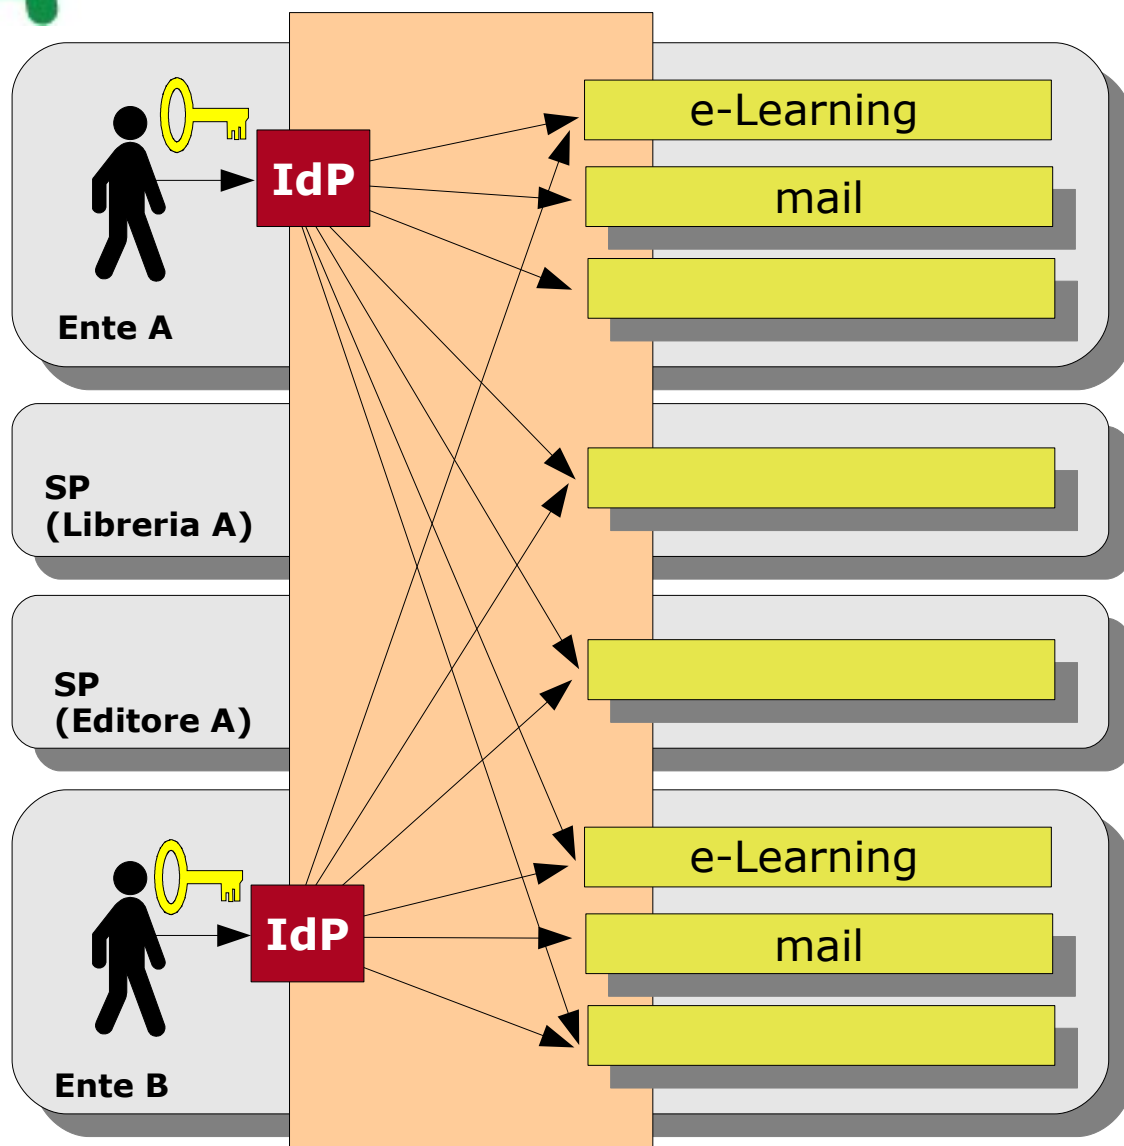 e-Learning
IdP
mail
Ente A
SP
(Libreria A)
SP
(Editore A)
e-Learning
IdP
mail
Ente B